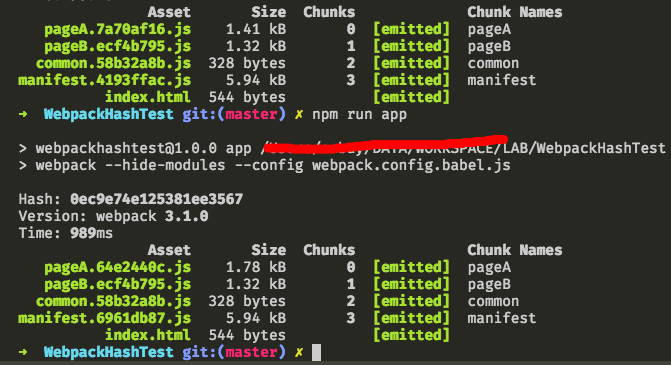 Asset Size Chunks Chunk Names
pageA.7a70af16.js 1.41 kB 0 [emitted] pageA
pageB.ecf4b795.js 1.32 kB 1 [emitted] pageB
common.58b32a8b.js 328 bytes 2 [emitted] common
manifest.4193ffac.js 5.94 kB 3 [emitted] manifest
index.html 544 bytes [emitted]
➜ WebpackHashTest git:(master) ✗ npm run app
> webpackhashtest@1.0.0 app /DATA/WORKSPACE/LAB/WebpackHashTest
> webpack --hide-modules --config webpack.config.babel.js
Hash: 0ec9e74e125381ee3567
Version: webpack 3.1.0
Time: 989ms
Asset Size Chunks Chunk Names
pageA.64e2440c.js 1.78 kB 0 [emitted] pageA
pageB.ecf4b795.js 1.32 kB 1 [emitted] pageB
common.58b32a8b.js 328 bytes 2 [emitted] common
manifest.6961db87.js 5.94 kB 3 [emitted] manifest
index.html 544 bytes [emitted]
➜ WebpackHashTest git:(master) ✗